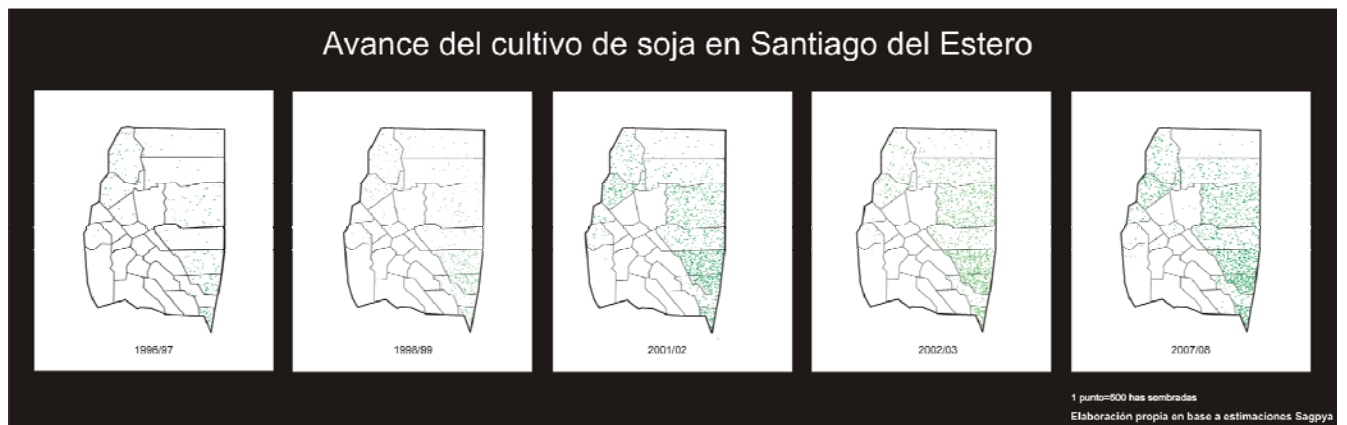 Avance del cultivo de soja en Santiago del Estero
1996/97
1998/99
2001/02
2002/03
2007/08
1 punto=500 has sembradas
Elaboración propia en base a estimaciones Sagpya